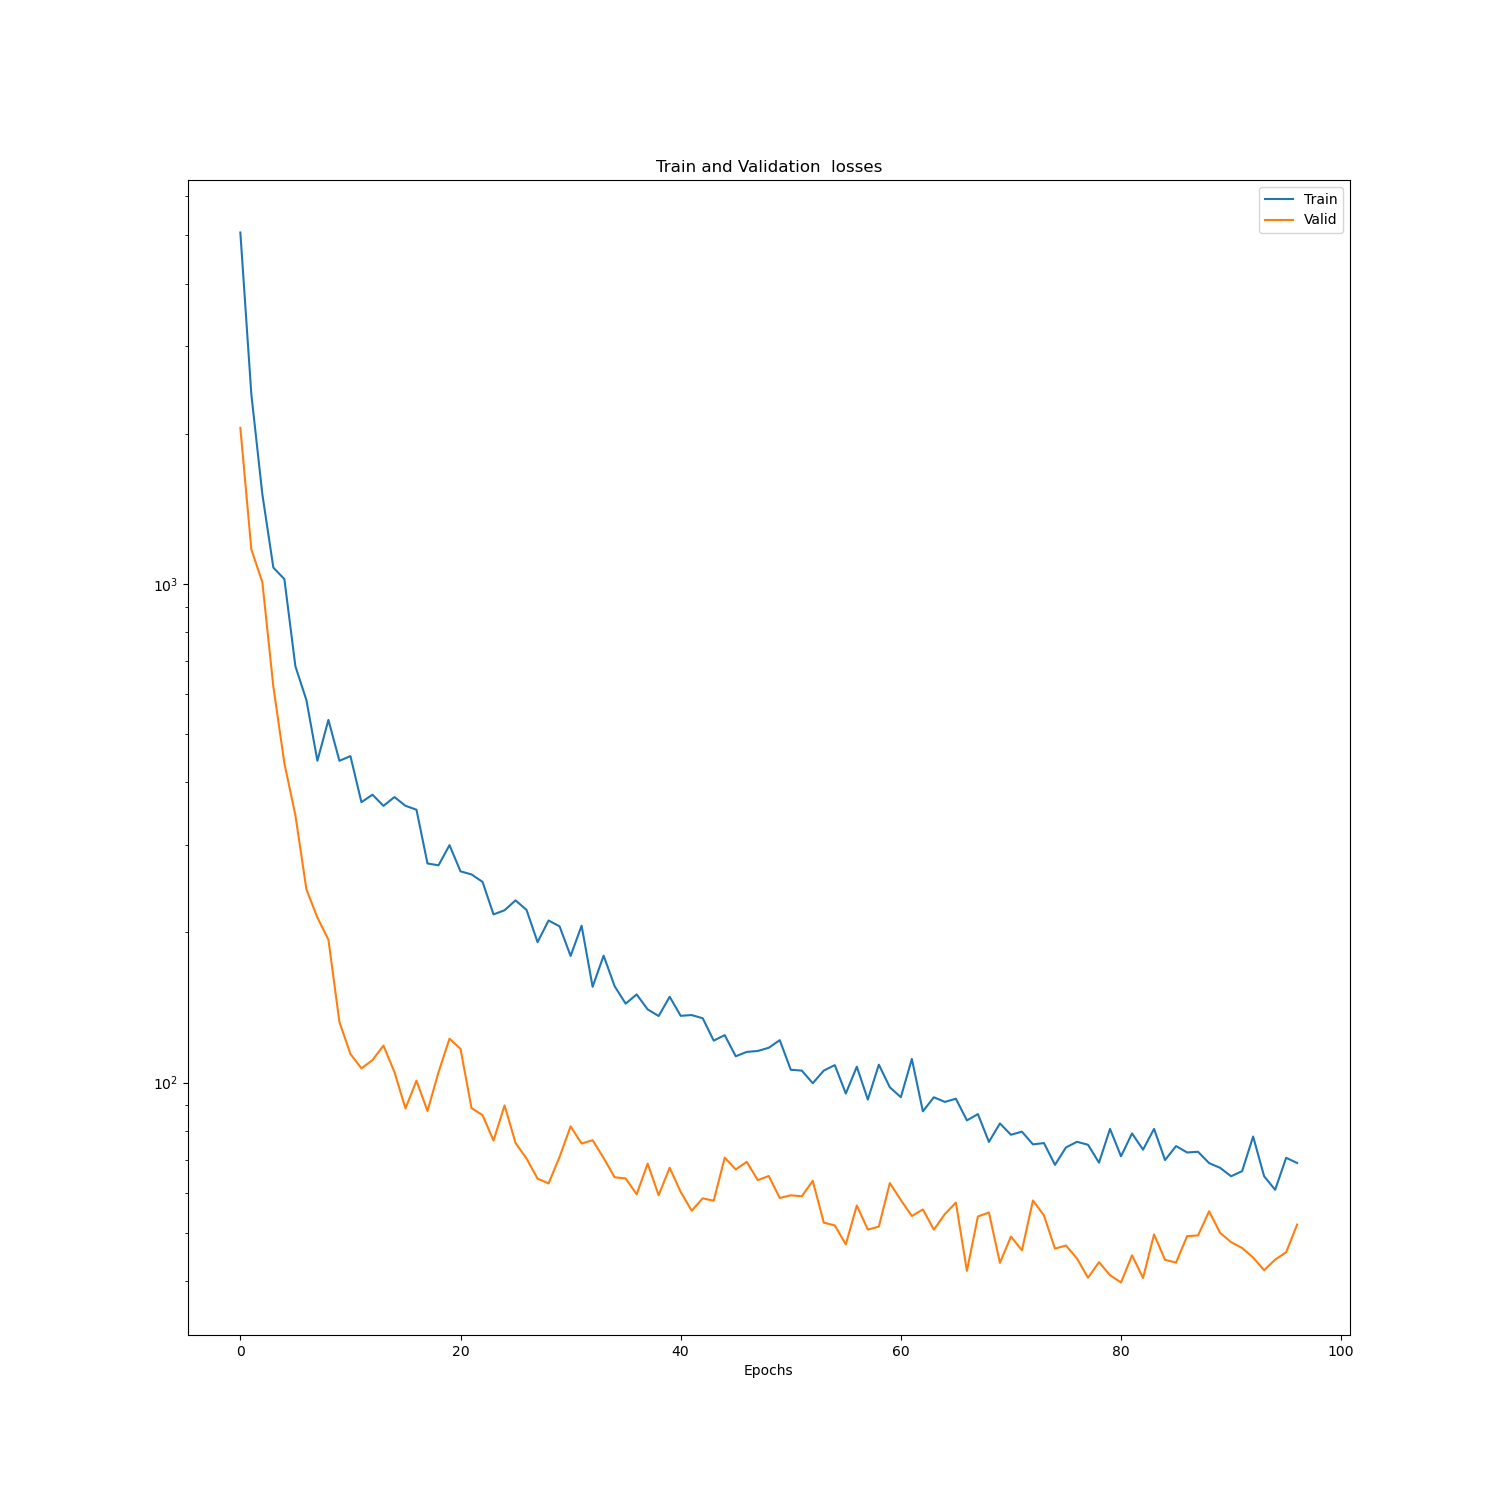 Train and Validation  losses
Train
Valid
10³
10²
0 20 40 60 80 100
Epochs